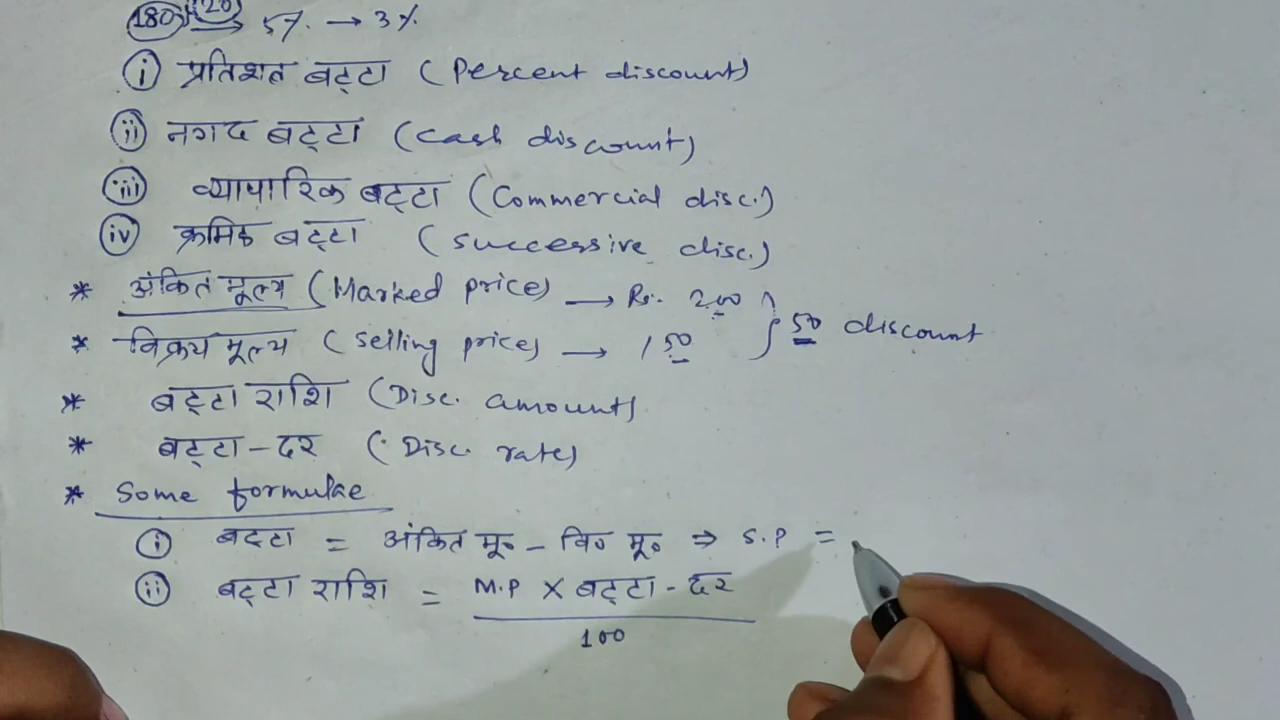 180 (20) → 5% → 3%
i प्रतिशत बट्टा (Percent discount)
ii नगद बट्टा (Cash discount)
iii व्यापारिक बट्टा (Commercial disc.)
iv क्रमिक बट्टा (Successive disc.)
* अंकित मूल्य (Marked price) → Rs. 200 } 50 discount
* विक्रय मूल्य (Selling price) → 150
* बट्टा राशि (Disc. amount)
* बट्टा-दर (Disc. rate)
* Some formulae
i बट्टा = अंकित मू० - वि० मू० ⇒ S.P =
ii बट्टा राशि = M.P X बट्टा-दर
100